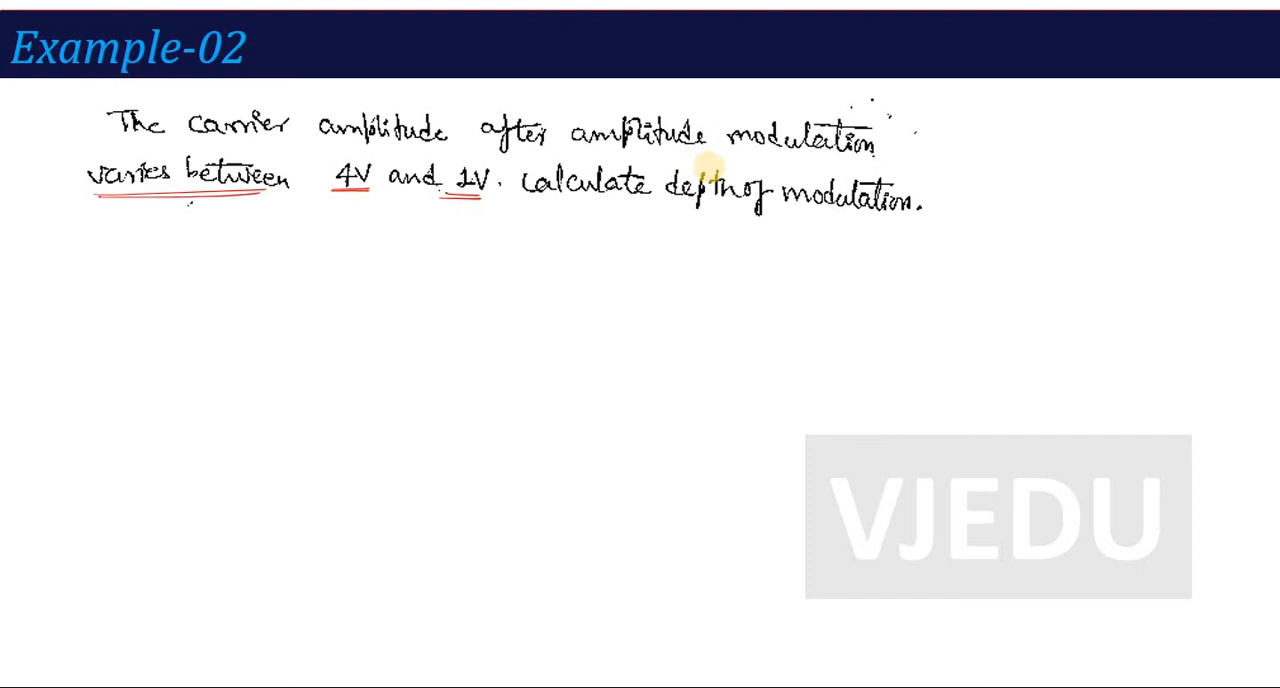 Example-02
The carrier amplitude after amplitude modulation
varies between 4V and 1V. Calculate depth of modulation.
VJEDU